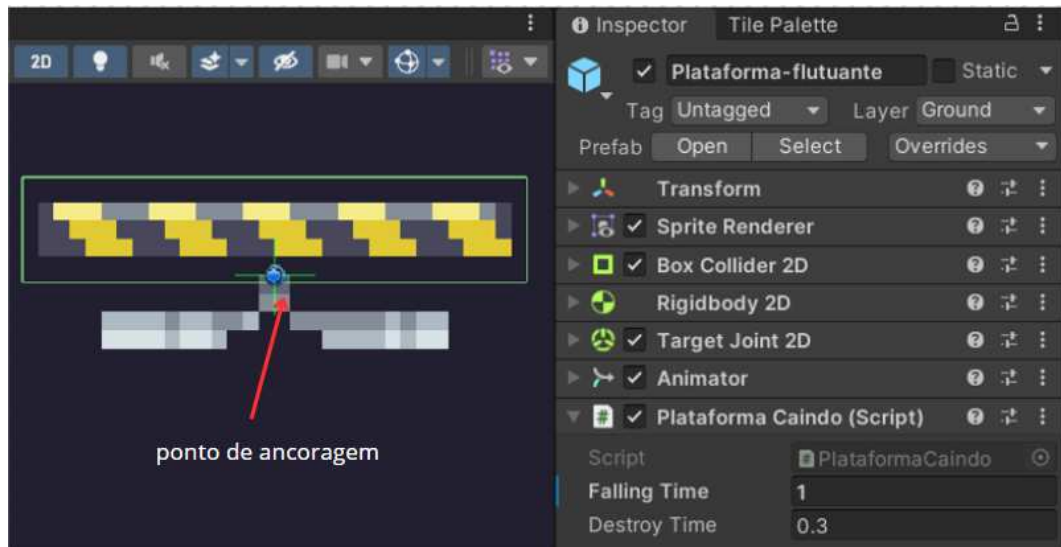 Inspector Tile Palette
2D
Plataforma-flutuante Static
Tag Untagged Layer Ground
Prefab Open Select Overrides
Transform
Sprite Renderer
Box Collider 2D
Rigidbody 2D
Target Joint 2D
Animator
# Plataforma Caindo (Script)
Script # PlataformaCaindo
Falling Time 1
Destroy Time 0.3
ponto de ancoragem